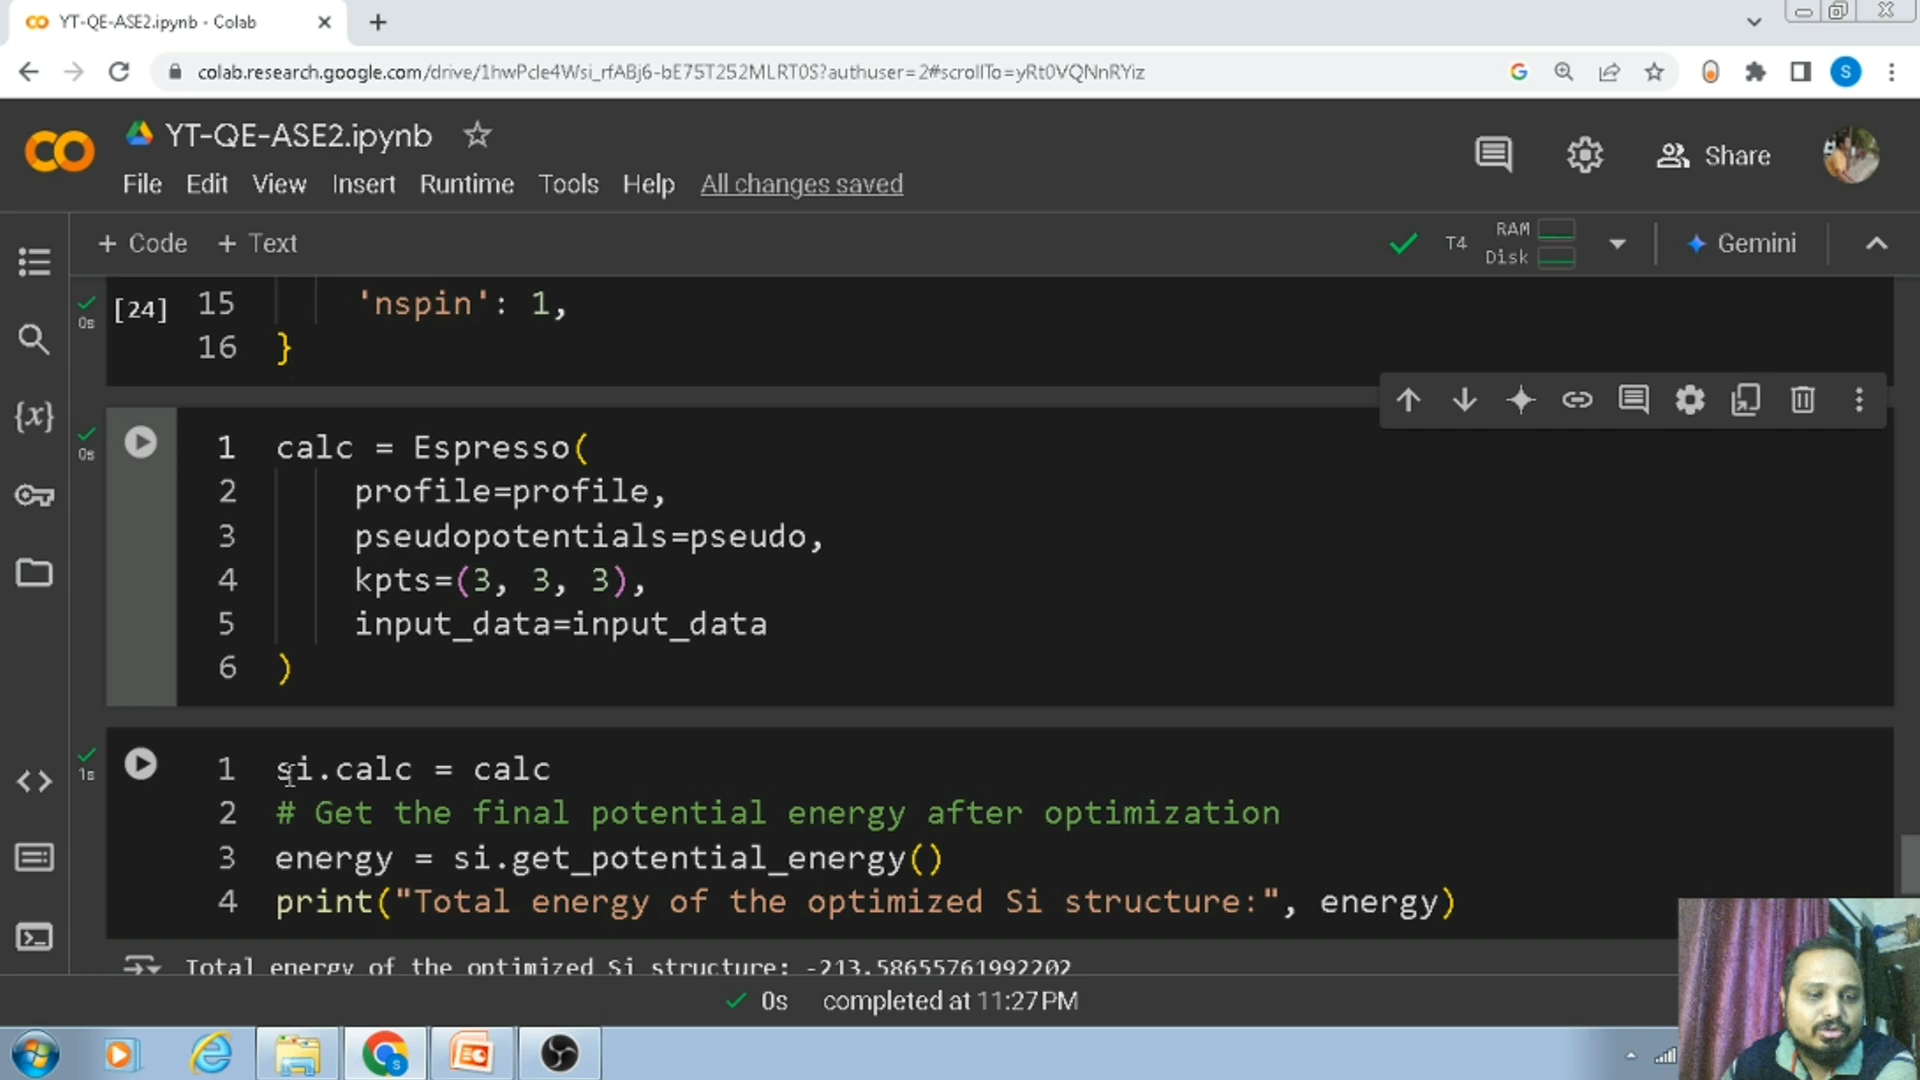 YT-QE-ASE2.ipynb - Colab
colab.research.google.com/drive/1hwPcIe4Wsi_rfABj6-bE75T252MLRT0S?authuser=2#scrollTo=yRt0VQNnRYiz
S
YT-QE-ASE2.ipynb
Share
File Edit View Insert Runtime Tools Help All changes saved
+ Code + Text
T4 RAM Disk
Gemini
0s [24] 15 'nspin': 1,
16 }
0s
1 calc = Espresso(
2 profile=profile,
3 pseudopotentials=pseudo,
4 kpts=(3, 3, 3),
5 input_data=input_data
6 )
{x}
1s
1 si.calc = calc
2 # Get the final potential energy after optimization
3 energy = si.get_potential_energy()
4 print("Total energy of the optimized Si structure:", energy)
Total energy of the optimized Si structure: -213.58655761992202
0s completed at 11:27 PM